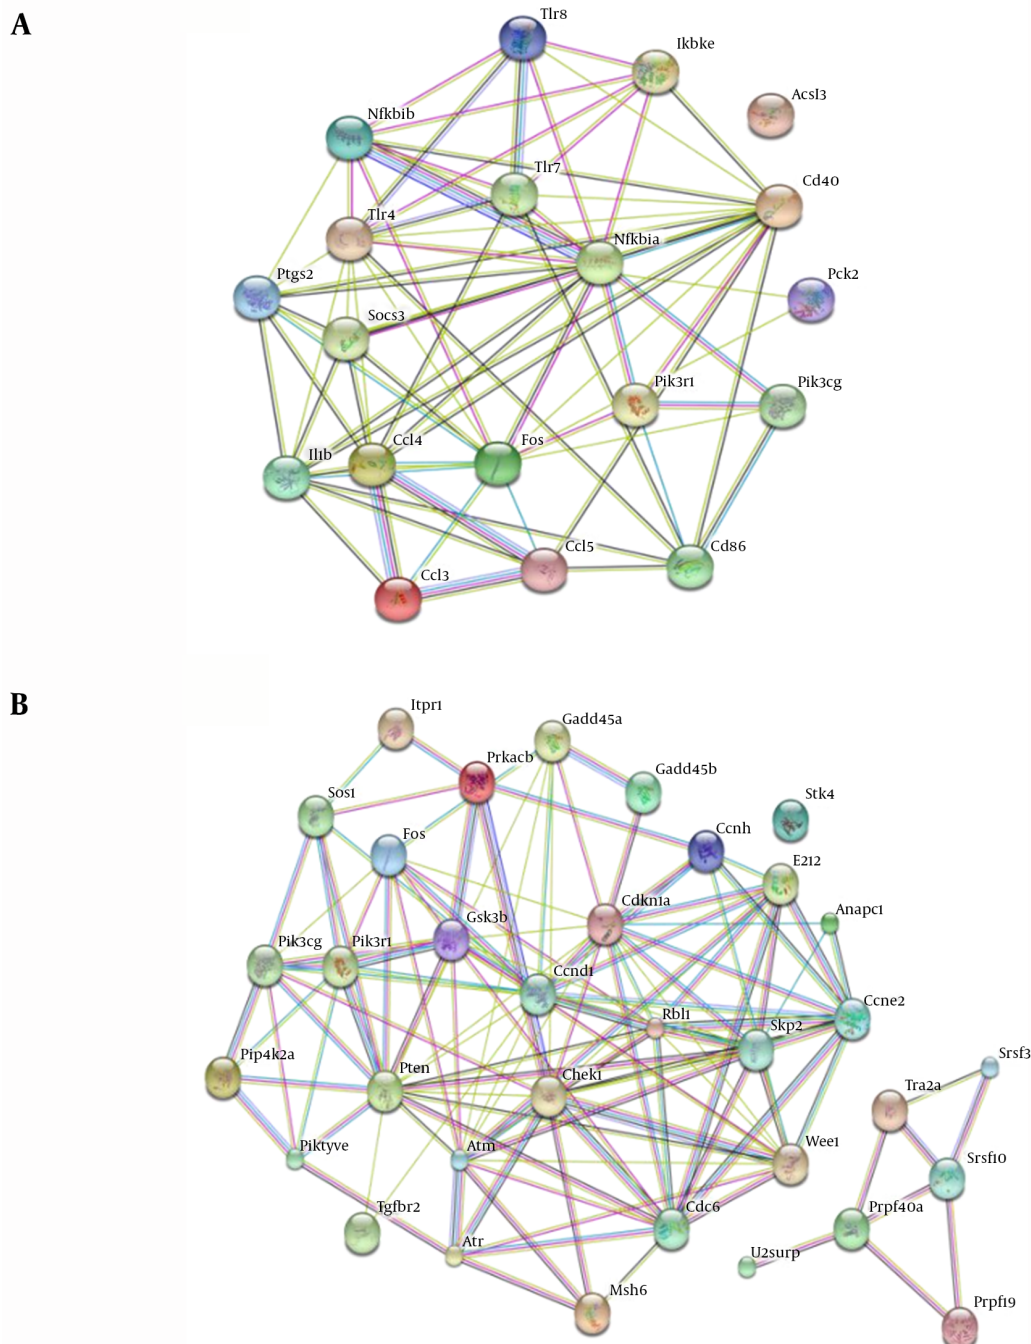 A
Tlr8
Ikbke
Acsl3
Nfkbib
Tlr7
Cd40
Tlr4
Nfkbia
Ptgs2
Pck2
Socs3
Pik3r1
Pik3cg
Il1b
Ccl4
Fos
Ccl5
Cd86
Ccl3
B
Itpr1
Gadd45a
Prkacb
Gadd45b
Sos1
Stk4
Fos
Ccnh
E212
Cdkn1a
Anapc1
Gsk3b
Pik3cg
Pik3r1
Ccnd1
Ccne2
Rbl1
Skp2
Pip4k2a
Pten
Chek1
Srsf3
Tra2a
Piktyve
Atm
Wee1
Srsf10
Tgfbr2
Cdc6
Prpf40a
Atr
U2surp
Msh6
Prpf19